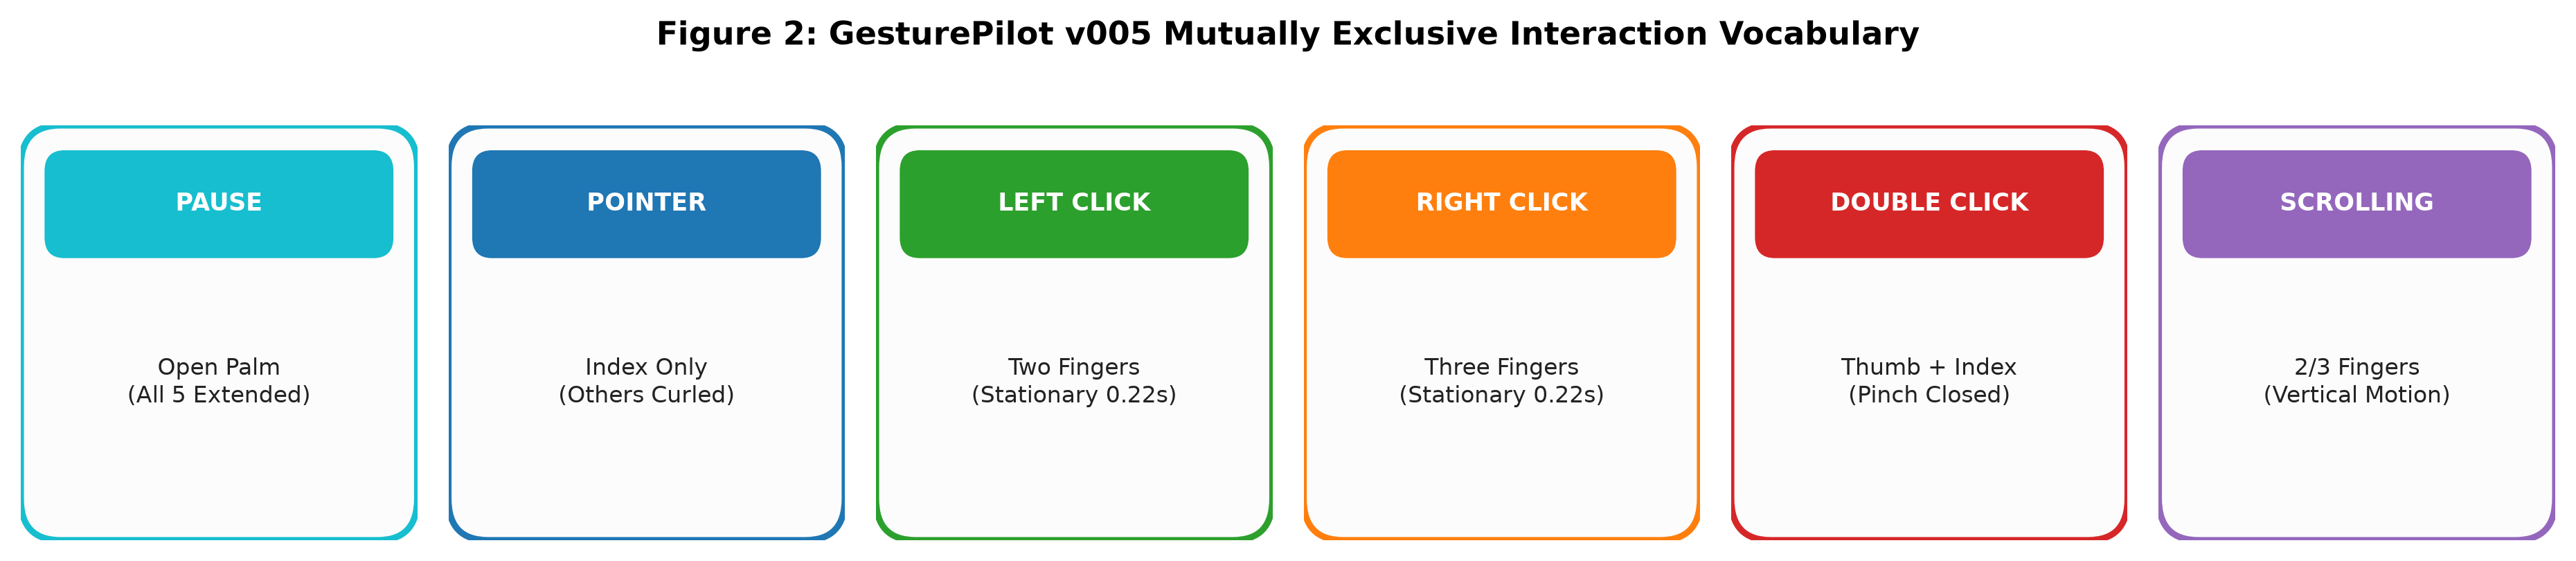 Figure 2: GesturePilot v005 Mutually Exclusive Interaction Vocabulary
PAUSE
Open Palm
(All 5 Extended)
POINTER
Index Only
(Others Curled)
LEFT CLICK
Two Fingers
(Stationary 0.22s)
RIGHT CLICK
Three Fingers
(Stationary 0.22s)
DOUBLE CLICK
Thumb + Index
(Pinch Closed)
SCROLLING
2/3 Fingers
(Vertical Motion)